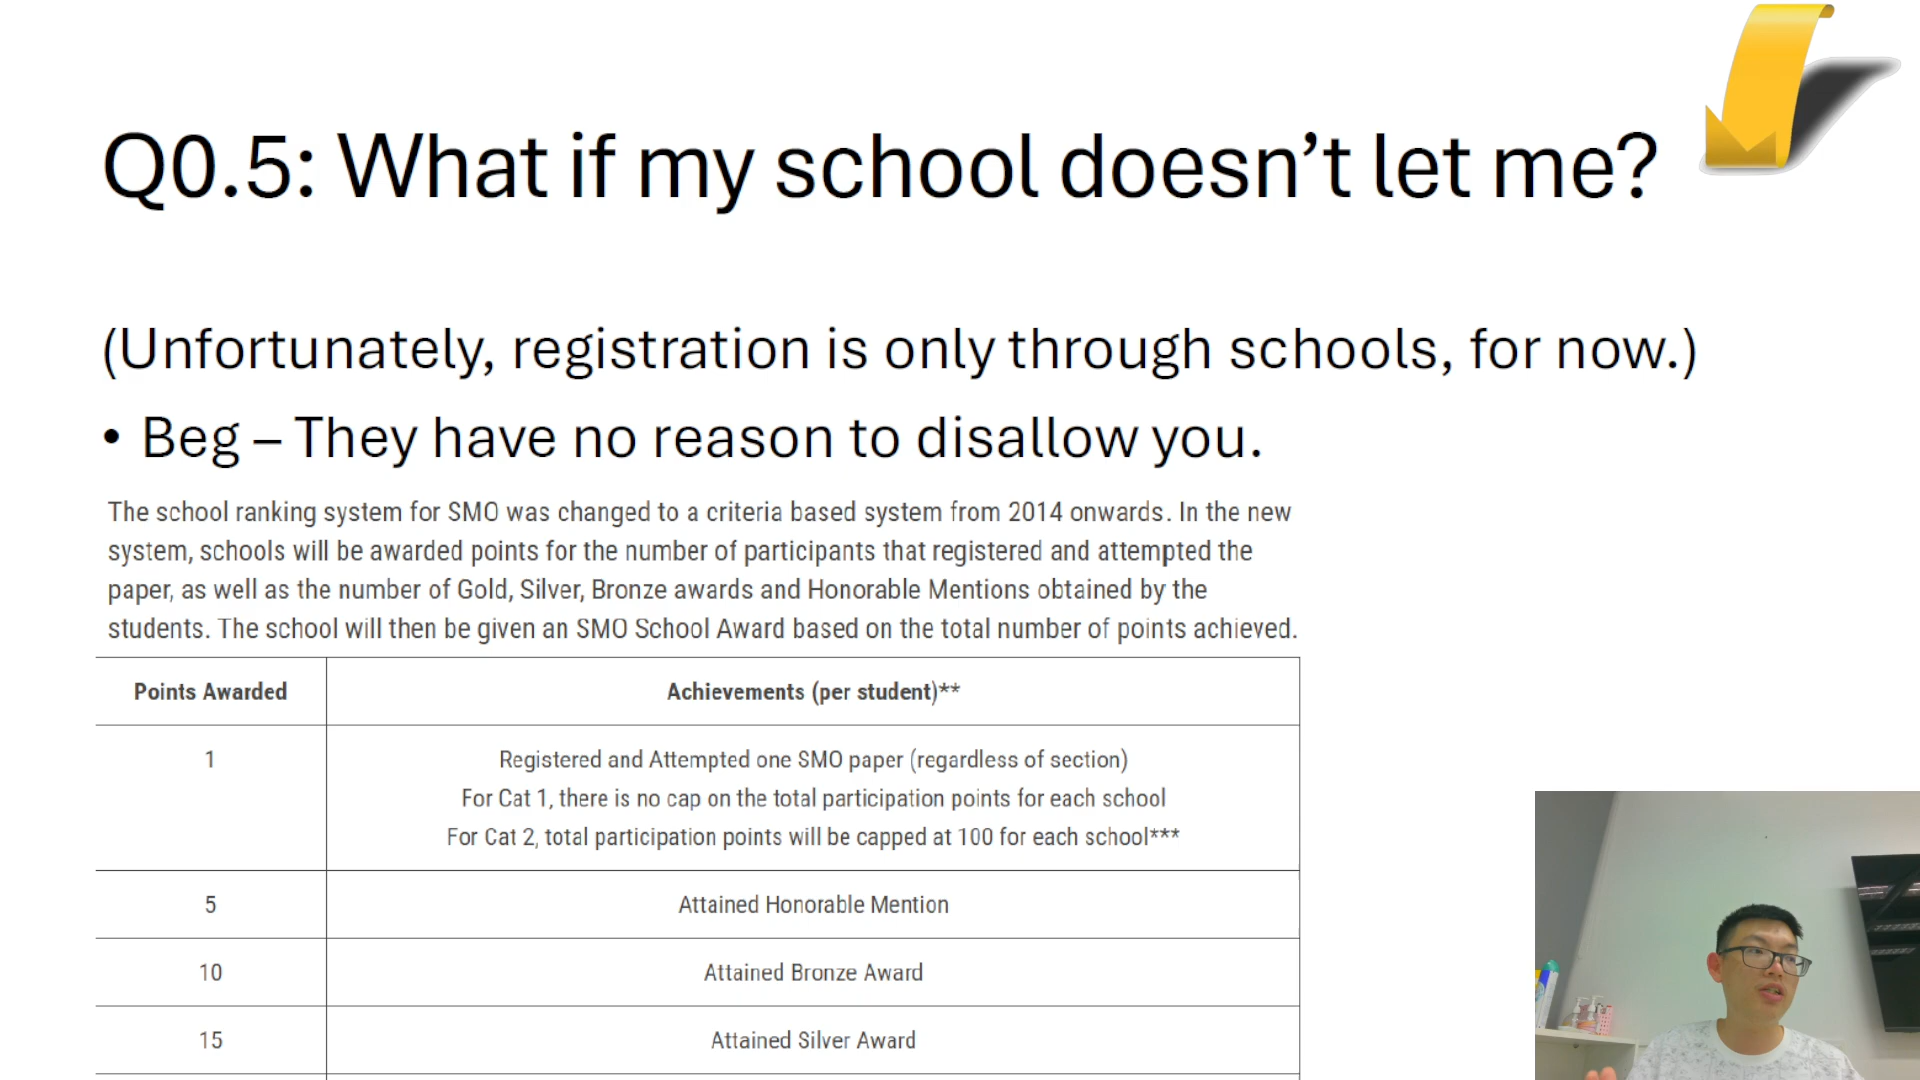 Q0.5: What if my school doesn’t let me?
(Unfortunately, registration is only through schools, for now.)
• Beg – They have no reason to disallow you.
The school ranking system for SMO was changed to a criteria based system from 2014 onwards. In the new
system, schools will be awarded points for the number of participants that registered and attempted the
paper, as well as the number of Gold, Silver, Bronze awards and Honorable Mentions obtained by the
students. The school will then be given an SMO School Award based on the total number of points achieved.
Points Awarded
Achievements (per student)**
1
Registered and Attempted one SMO paper (regardless of section)
For Cat 1, there is no cap on the total participation points for each school
For Cat 2, total participation points will be capped at 100 for each school***
5
Attained Honorable Mention
10
Attained Bronze Award
15
Attained Silver Award